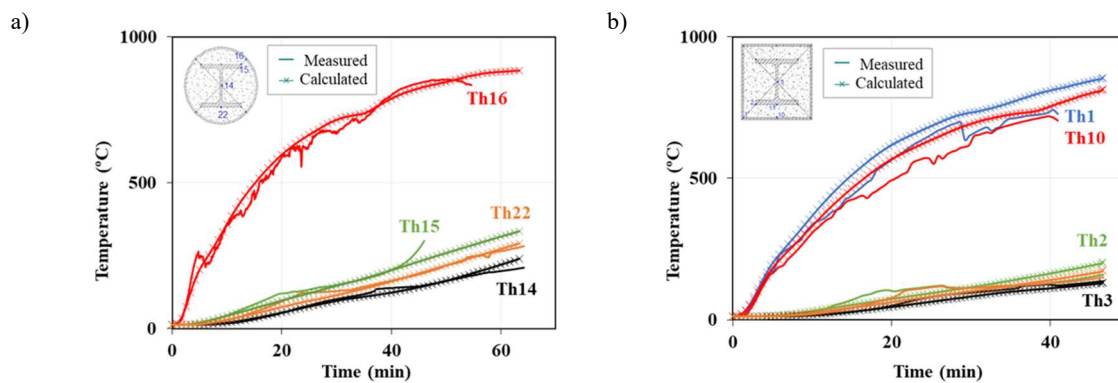 a)
1000
16
15
14
22
Measured
Calculated
Th16
Temperature (°C)
500
Th15
Th22
Th14
0
0
20
40
60
Time (min)
b)
1000
Measured
Calculated
Th1
Th10
Temperature (°C)
500
Th2
Th3
0
0
20
40
Time (min)